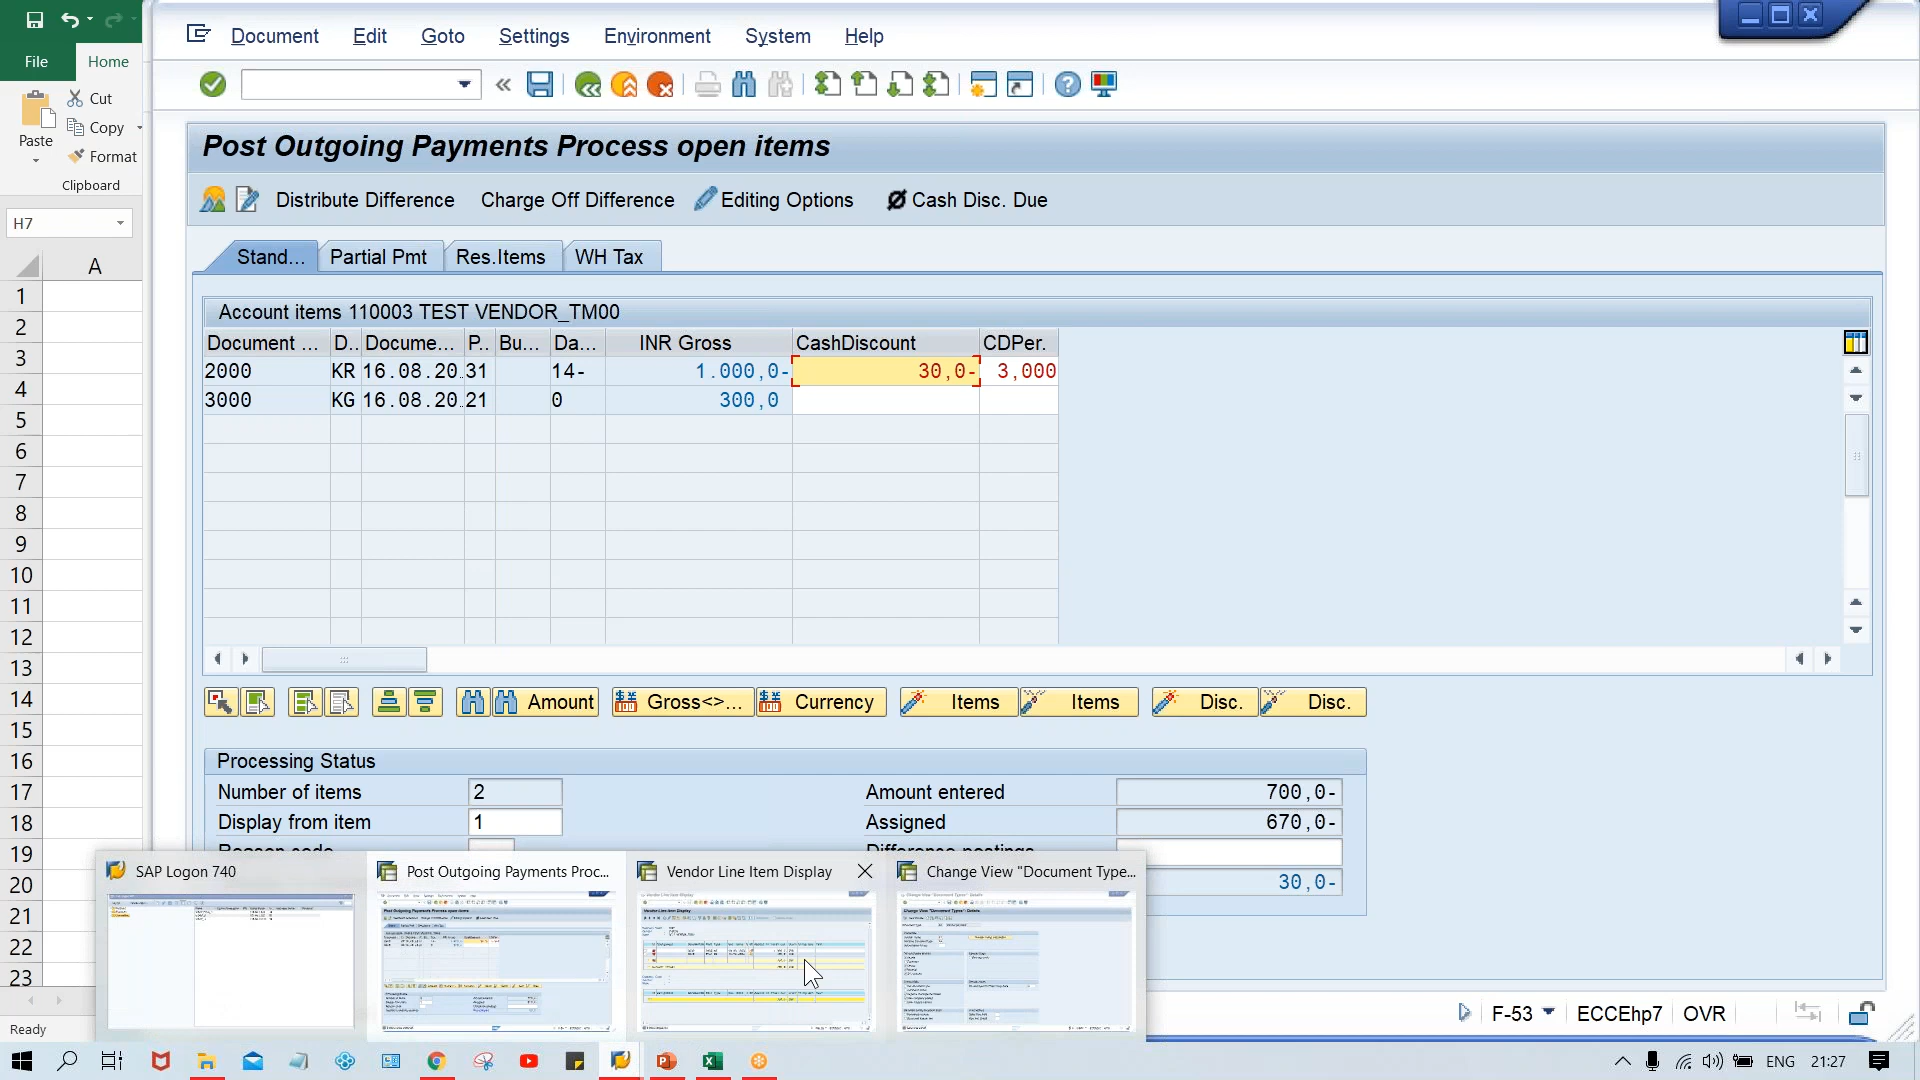 Document Edit Goto Settings Environment System Help
File Home
Cut
Copy
Paste
Format
Clipboard
Post Outgoing Payments Process open items
Distribute Difference Charge Off Difference Editing Options Cash Disc. Due
H7
Stand... Partial Pmt Res.Items WH Tax
A
Account items 110003 TEST VENDOR_TM00
Document ... D.. Docume... P.. Bu... Da... INR Gross CashDiscount CDPer.
2000 KR 16.08.20. 31 14- 1.000,0- 30,0- 3,000
3000 KG 16.08.20. 21 0 300,0
1
2
3
4
5
6
7
8
9
10
11
12
13
14
15
16
17
18
19
20
21
22
23
Amount Gross<>... Currency Items Items Disc. Disc.
Processing Status
Number of items 2 Amount entered 700,0-
Display from item 1 Assigned 670,0-
Reason code Difference postings
30,0-
SAP Logon 740 Post Outgoing Payments Proc... Vendor Line Item Display Change View "Document Type...
F-53 ECCEhp7 OVR
Ready
ENG 21:27